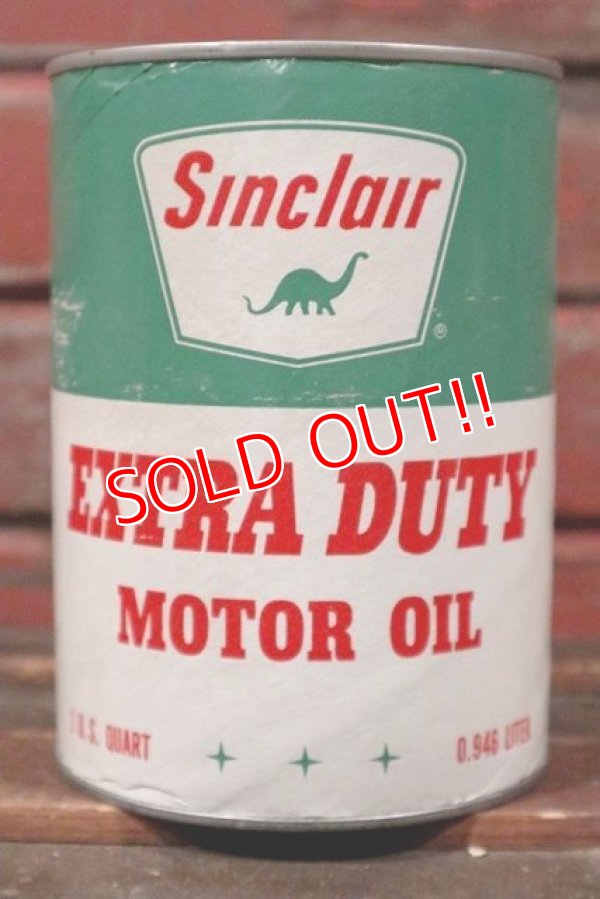 Sinclair
®
SOLD OUT!!
EXTRA DUTY
MOTOR OIL
1 U.S. QUART
0.946 LITER